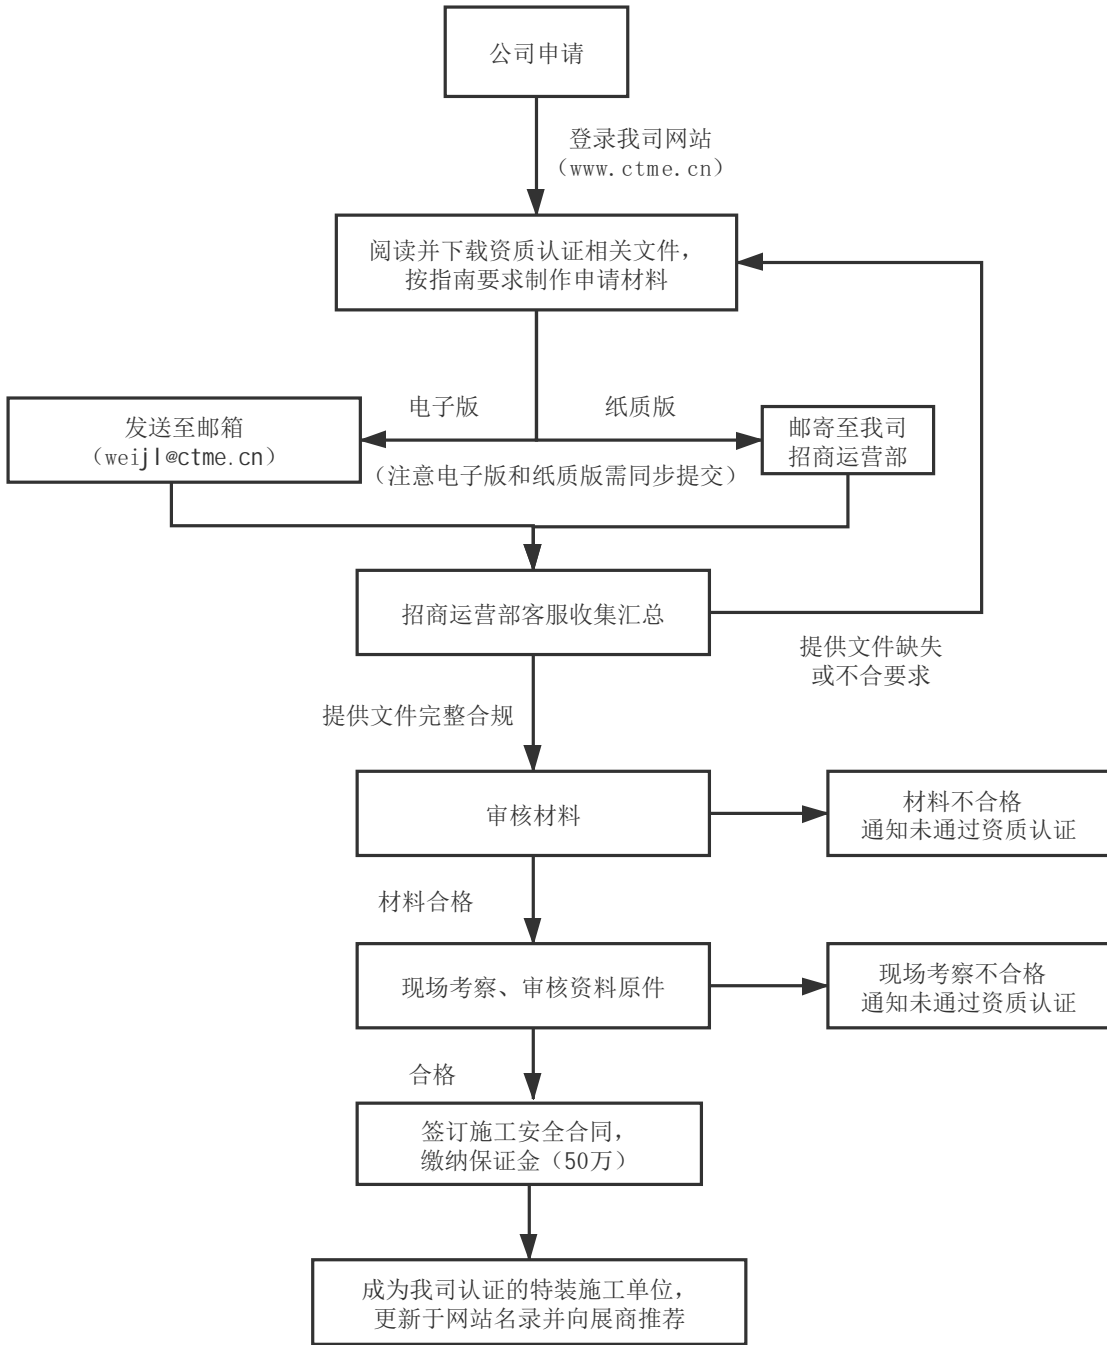 公司申请
登录我司网站
（www.ctme.cn）
阅读并下载资质认证相关文件，
按指南要求制作申请材料
电子版
纸质版
发送至邮箱
（weijl@ctme.cn）
邮寄至我司
招商运营部
（注意电子版和纸质版需同步提交）
招商运营部客服收集汇总
提供文件缺失
或不合要求
提供文件完整合规
审核材料
材料不合格
通知未通过资质认证
材料合格
现场考察、审核资料原件
现场考察不合格
通知未通过资质认证
合格
签订施工安全合同，
缴纳保证金（50万）
成为我司认证的特装施工单位，
更新于网站名录并向展商推荐